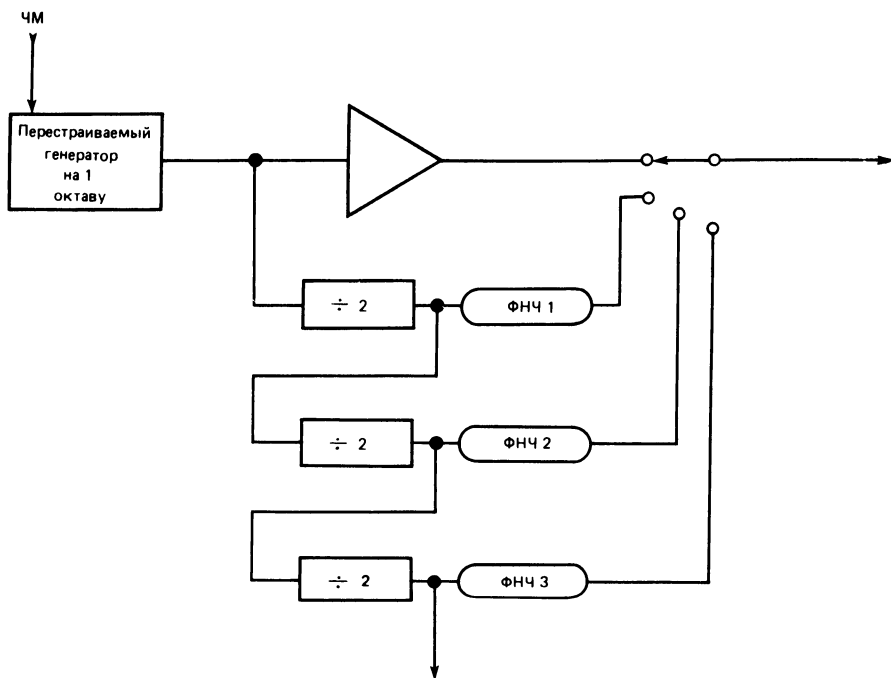 ЧМ
Перестраиваемый
генератор
на 1
октаву
÷ 2
ФНЧ 1
÷ 2
ФНЧ 2
÷ 2
ФНЧ 3